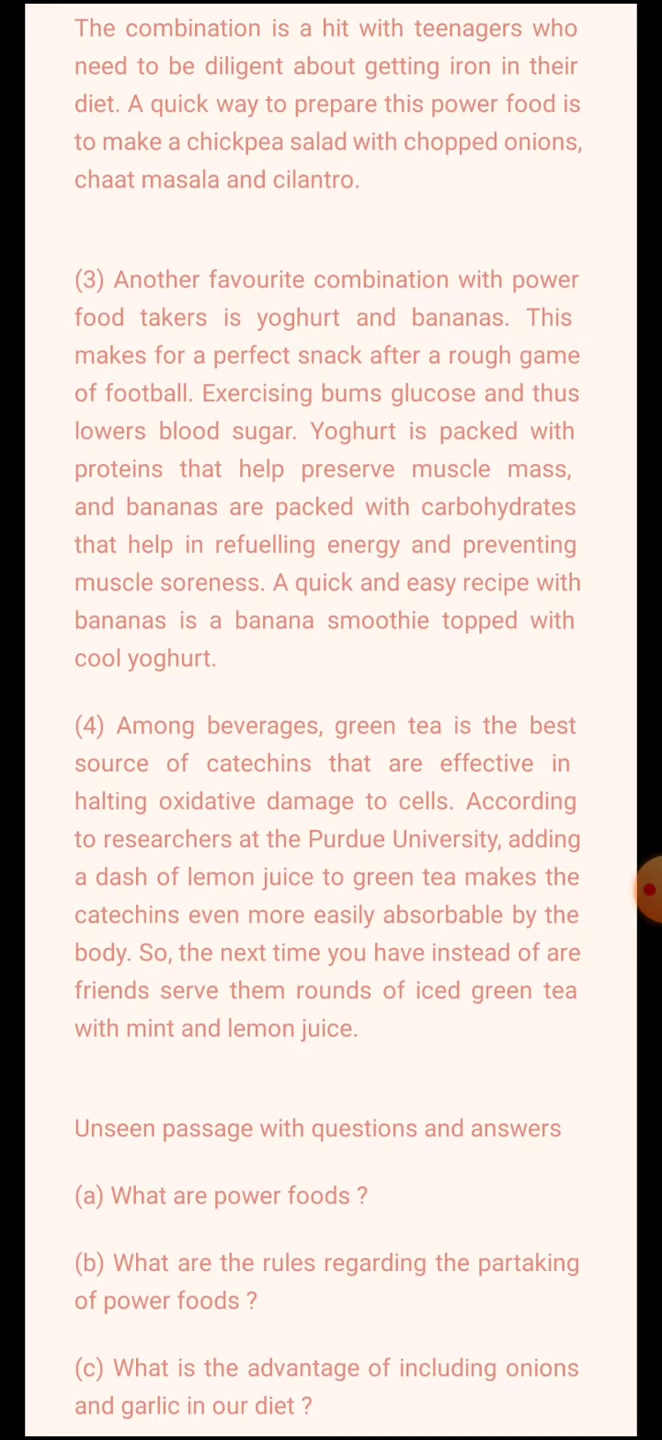 The combination is a hit with teenagers who
need to be diligent about getting iron in their
diet. A quick way to prepare this power food is
to make a chickpea salad with chopped onions,
chaat masala and cilantro.
(3) Another favourite combination with power
food takers is yoghurt and bananas. This
makes for a perfect snack after a rough game
of football. Exercising bums glucose and thus
lowers blood sugar. Yoghurt is packed with
proteins that help preserve muscle mass,
and bananas are packed with carbohydrates
that help in refuelling energy and preventing
muscle soreness. A quick and easy recipe with
bananas is a banana smoothie topped with
cool yoghurt.
(4) Among beverages, green tea is the best
source of catechins that are effective in
halting oxidative damage to cells. According
to researchers at the Purdue University, adding
a dash of lemon juice to green tea makes the
catechins even more easily absorbable by the
body. So, the next time you have instead of are
friends serve them rounds of iced green tea
with mint and lemon juice.
Unseen passage with questions and answers
(a) What are power foods ?
(b) What are the rules regarding the partaking
of power foods ?
(c) What is the advantage of including onions
and garlic in our diet ?